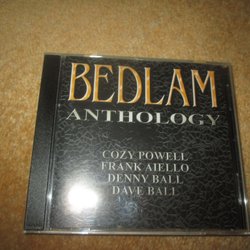 BEDLAM
ANTHOLOGY
COZY POWELL
FRANK AIELLO
DENNY BALL
DAVE BALL